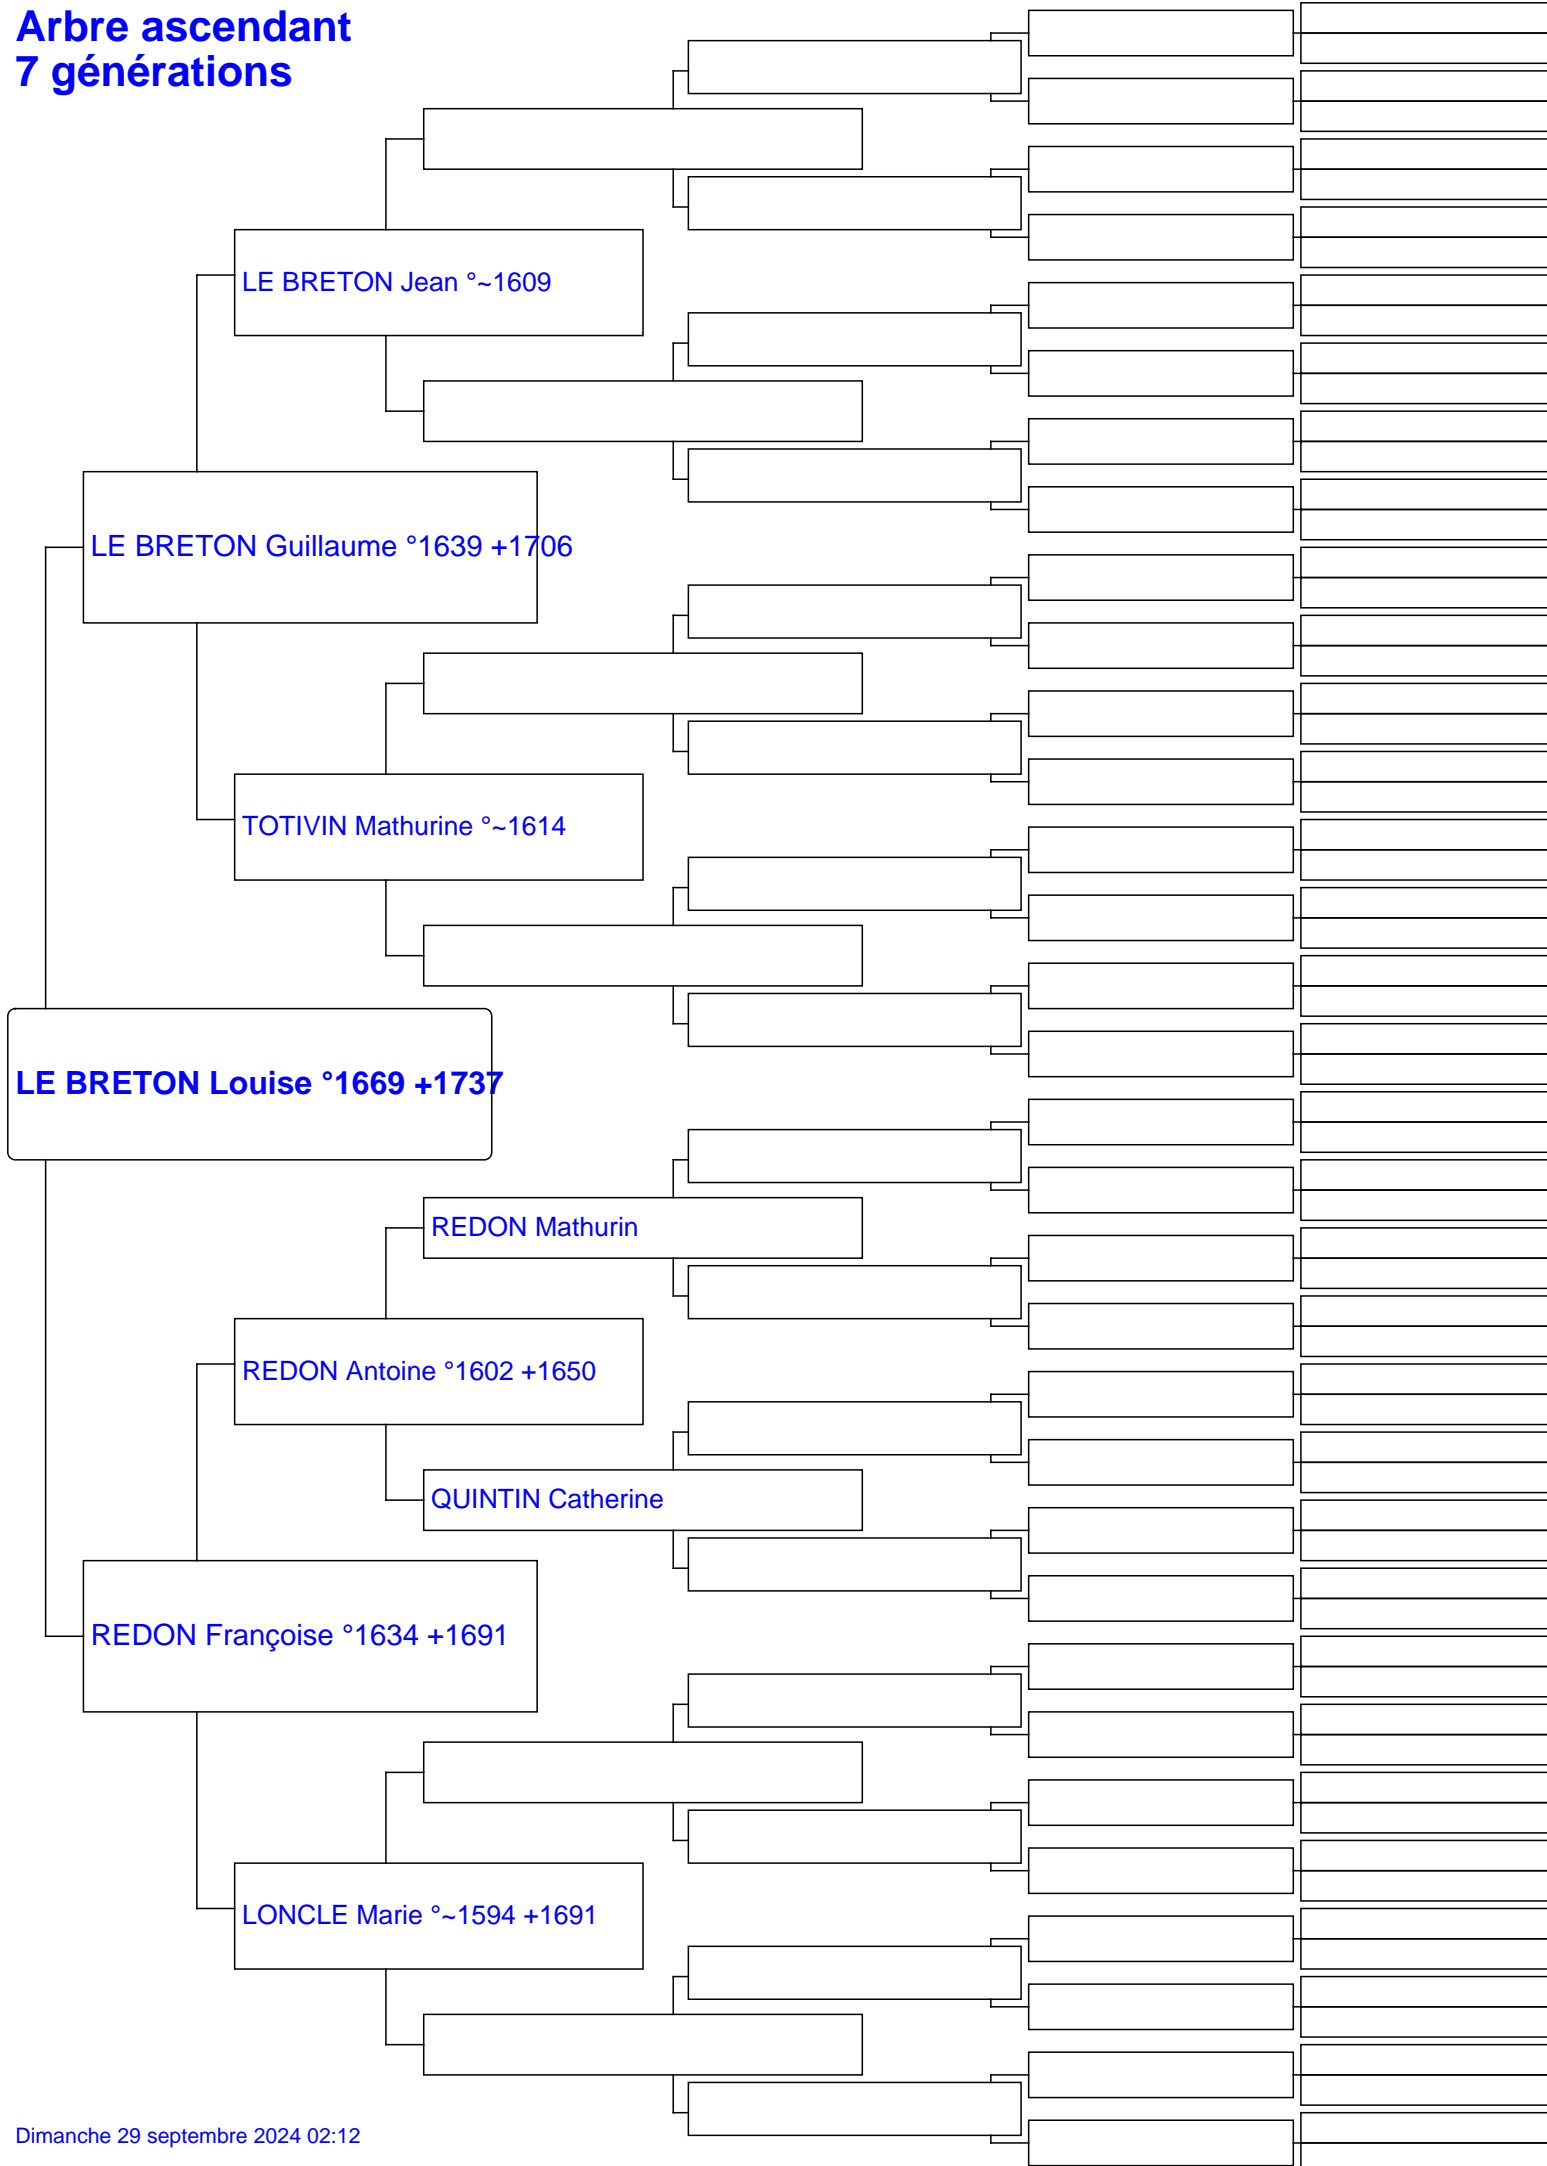 Arbre ascendant
7 générations
LE BRETON Jean °~1609
LE BRETON Guillaume °1639 +1706
TOTIVIN Mathurine °~1614
LE BRETON Louise °1669 +1737
REDON Mathurin
REDON Antoine °1602 +1650
QUINTIN Catherine
REDON Françoise °1634 +1691
LONCLE Marie °~1594 +1691
Dimanche 29 septembre 2024 02:12